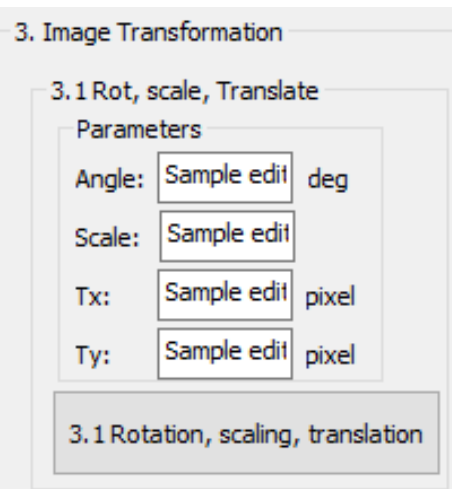 3. Image Transformation
3.1 Rot, scale, Translate
Parameters
Angle: Sample edit deg
Scale: Sample edit
Tx: Sample edit pixel
Ty: Sample edit pixel
3.1 Rotation, scaling, translation